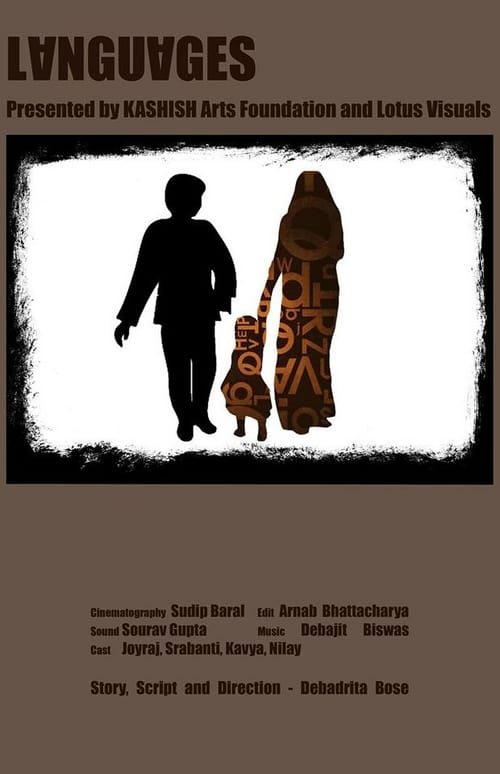 LANGUAGES
Presented by KASHISH Arts Foundation and Lotus Visuals
HELP
Cinematography Sudip Baral Edit Arnab Bhattacharya
Sound Sourav Gupta Music Debajit Biswas
Cast Joyraj, Srabanti, Kavya, Nilay
Story, Script and Direction - Debadrita Bose